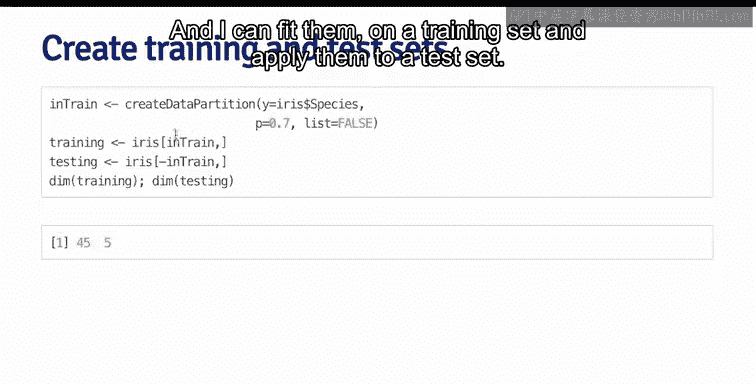 And I can fit them, on a training set and
apply them to a test set.
Create training and test sets
inTrain <- createDataPartition(y=iris$Species,
p=0.7, list=FALSE)
training <- iris[inTrain,]
testing <- iris[-inTrain,]
dim(training); dim(testing)
[1] 45 5